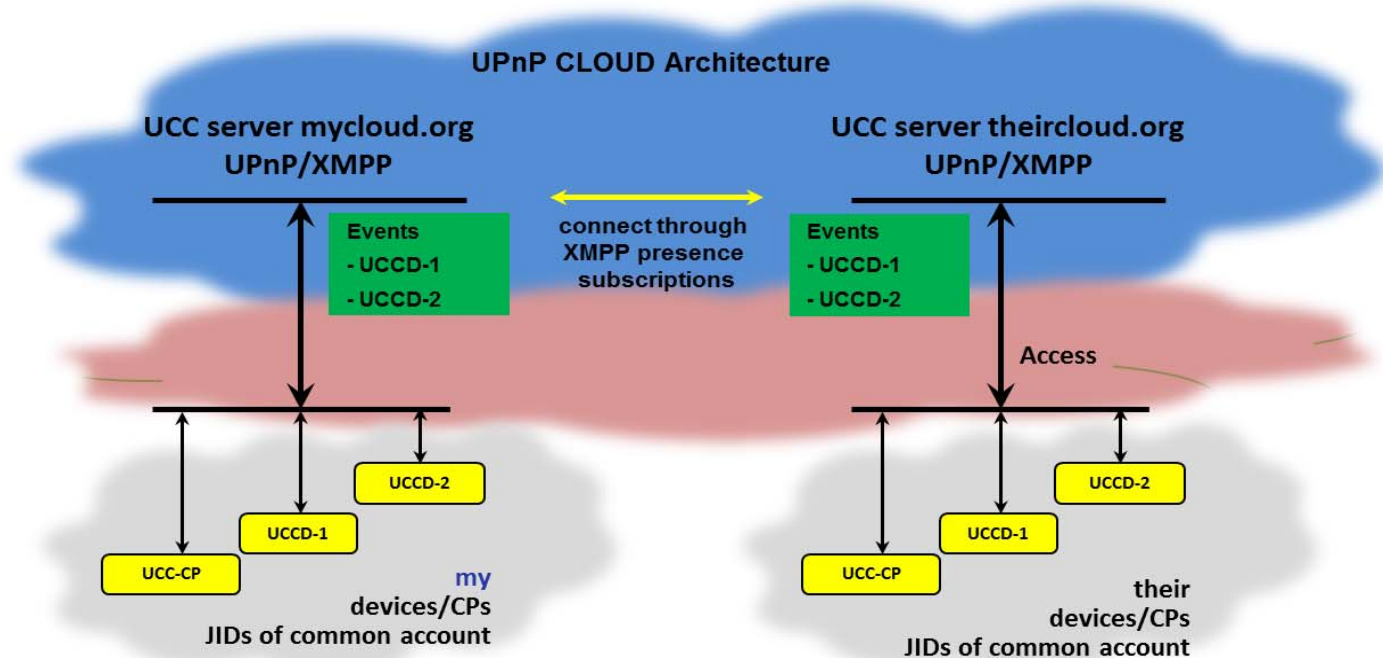 UPnP CLOUD Architecture
UCC server mycloud.org
UPnP/XMPP
UCC server theircloud.org
UPnP/XMPP
Events
- UCCD-1
- UCCD-2
connect through
XMPP presence
subscriptions
Events
- UCCD-1
- UCCD-2
Access
UCCD-2
UCCD-1
UCC-CP
my
devices/CPs
JIDs of common account
UCCD-2
UCCD-1
UCC-CP
their
devices/CPs
JIDs of common account